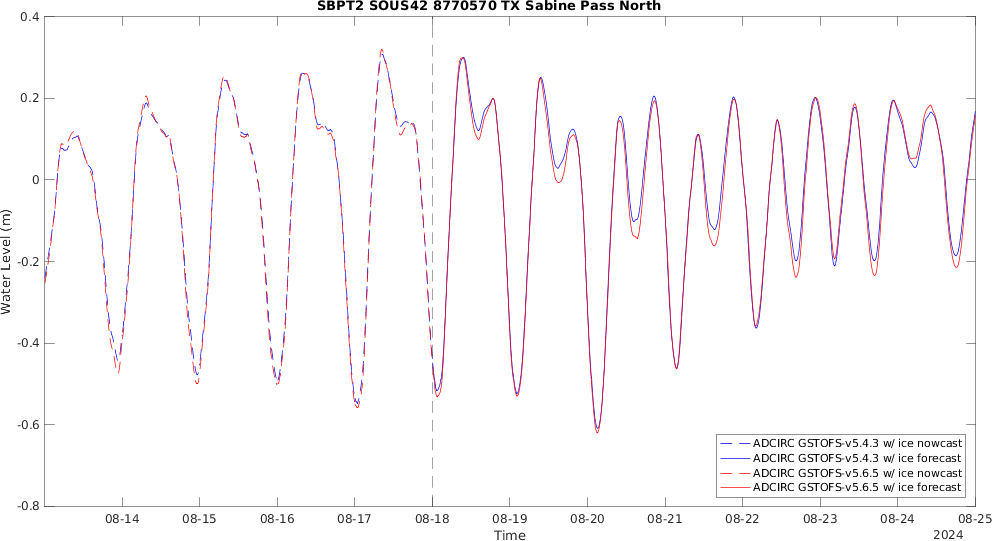 SBPT2 SOUS42 8770570 TX Sabine Pass North
0.4
0.2
0
-0.2
-0.4
-0.6
-0.8
Water Level (m)
ADCIRC GSTOFS-v5.4.3 w/ ice nowcast
ADCIRC GSTOFS-v5.4.3 w/ ice forecast
ADCIRC GSTOFS-v5.6.5 w/ ice nowcast
ADCIRC GSTOFS-v5.6.5 w/ ice forecast
08-14 08-15 08-16 08-17 08-18 08-19 08-20 08-21 08-22 08-23 08-24 08-25
Time
2024